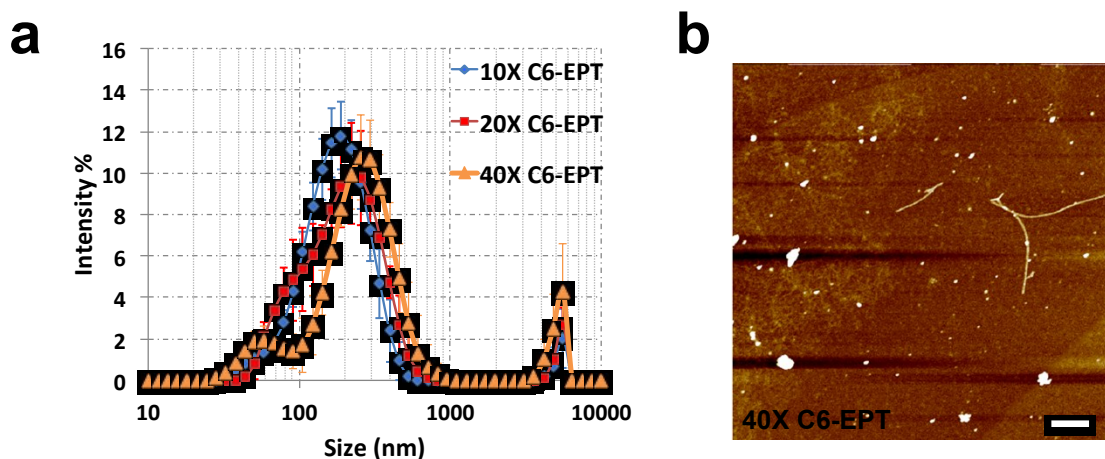 a
16
14
12
10
8
6
4
2
0
Intensity %
10X C6-EPT
20X C6-EPT
40X C6-EPT
10 100 1000 10000
Size (nm)
b
40X C6-EPT